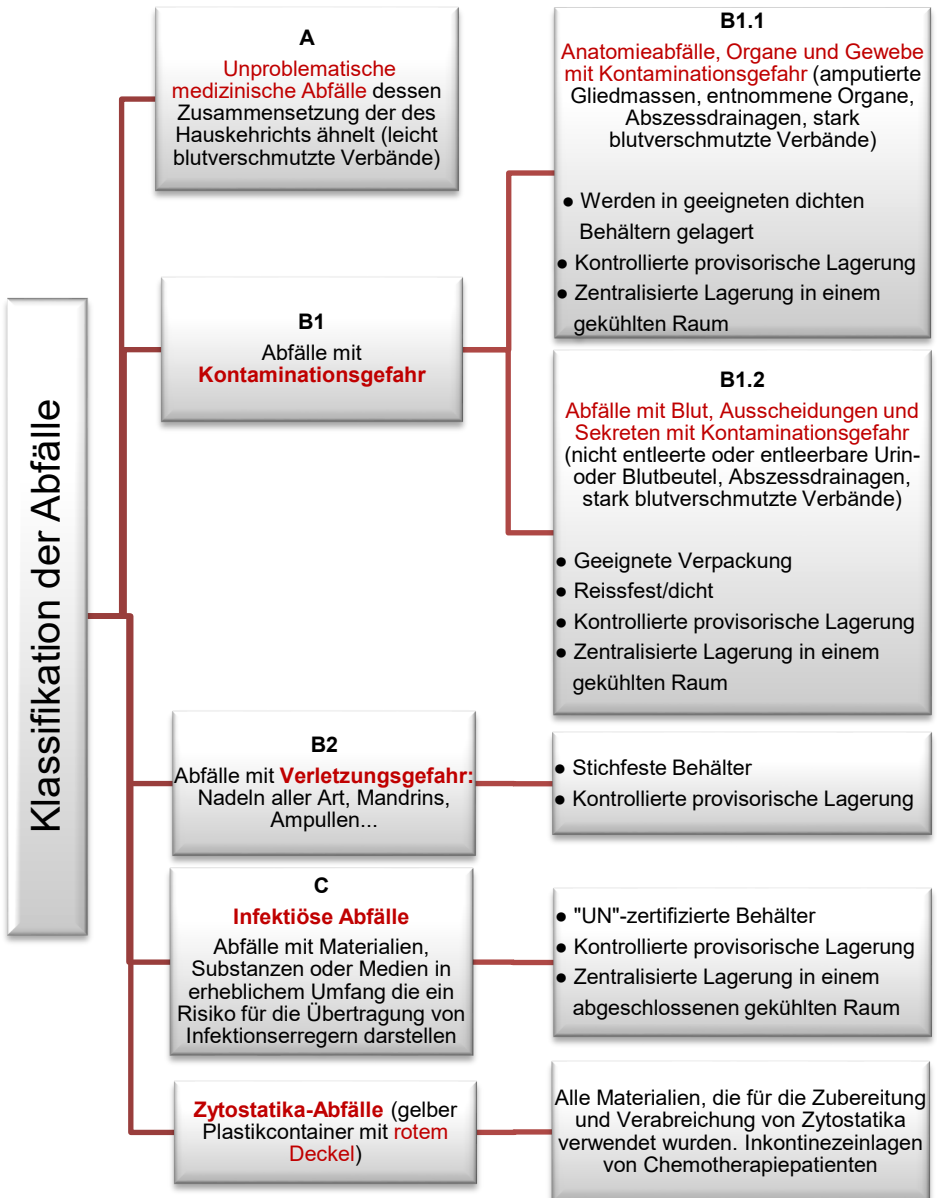 Klassifikation der Abfälle
A
Unproblematische
medizinische Abfälle dessen
Zusammensetzung der des
Hauskehrichts ähnelt (leicht
blutverschmutzte Verbände)
B1
Abfälle mit
Kontaminationsgefahr
B1.1
Anatomieabfälle, Organe und Gewebe
mit Kontaminationsgefahr (amputierte
Gliedmassen, entnommene Organe,
Abszessdrainagen, stark
blutverschmutzte Verbände)
● Werden in geeigneten dichten
Behältern gelagert
● Kontrollierte provisorische Lagerung
● Zentralisierte Lagerung in einem
gekühlten Raum
B1.2
Abfälle mit Blut, Ausscheidungen und
Sekreten mit Kontaminationsgefahr
(nicht entleerte oder entleerbare Urin-
oder Blutbeutel, Abszessdrainagen,
stark blutverschmutzte Verbände)
● Geeignete Verpackung
● Reissfest/dicht
● Kontrollierte provisorische Lagerung
● Zentralisierte Lagerung in einem
gekühlten Raum
B2
Abfälle mit Verletzungsgefahr:
Nadeln aller Art, Mandrins,
Ampullen...
● Stichfeste Behälter
● Kontrollierte provisorische Lagerung
C
Infektiöse Abfälle
Abfälle mit Materialien,
Substanzen oder Medien in
erheblichem Umfang die ein
Risiko für die Übertragung von
Infektionserregern darstellen
● "UN"-zertifizierte Behälter
● Kontrollierte provisorische Lagerung
● Zentralisierte Lagerung in einem
abgeschlossenen gekühlten Raum
Zytostatika-Abfälle (gelber
Plastikcontainer mit rotem
Deckel)
Alle Materialien, die für die Zubereitung
und Verabreichung von Zytostatika
verwendet wurden. Inkontinezeinlagen
von Chemotherapiepatienten